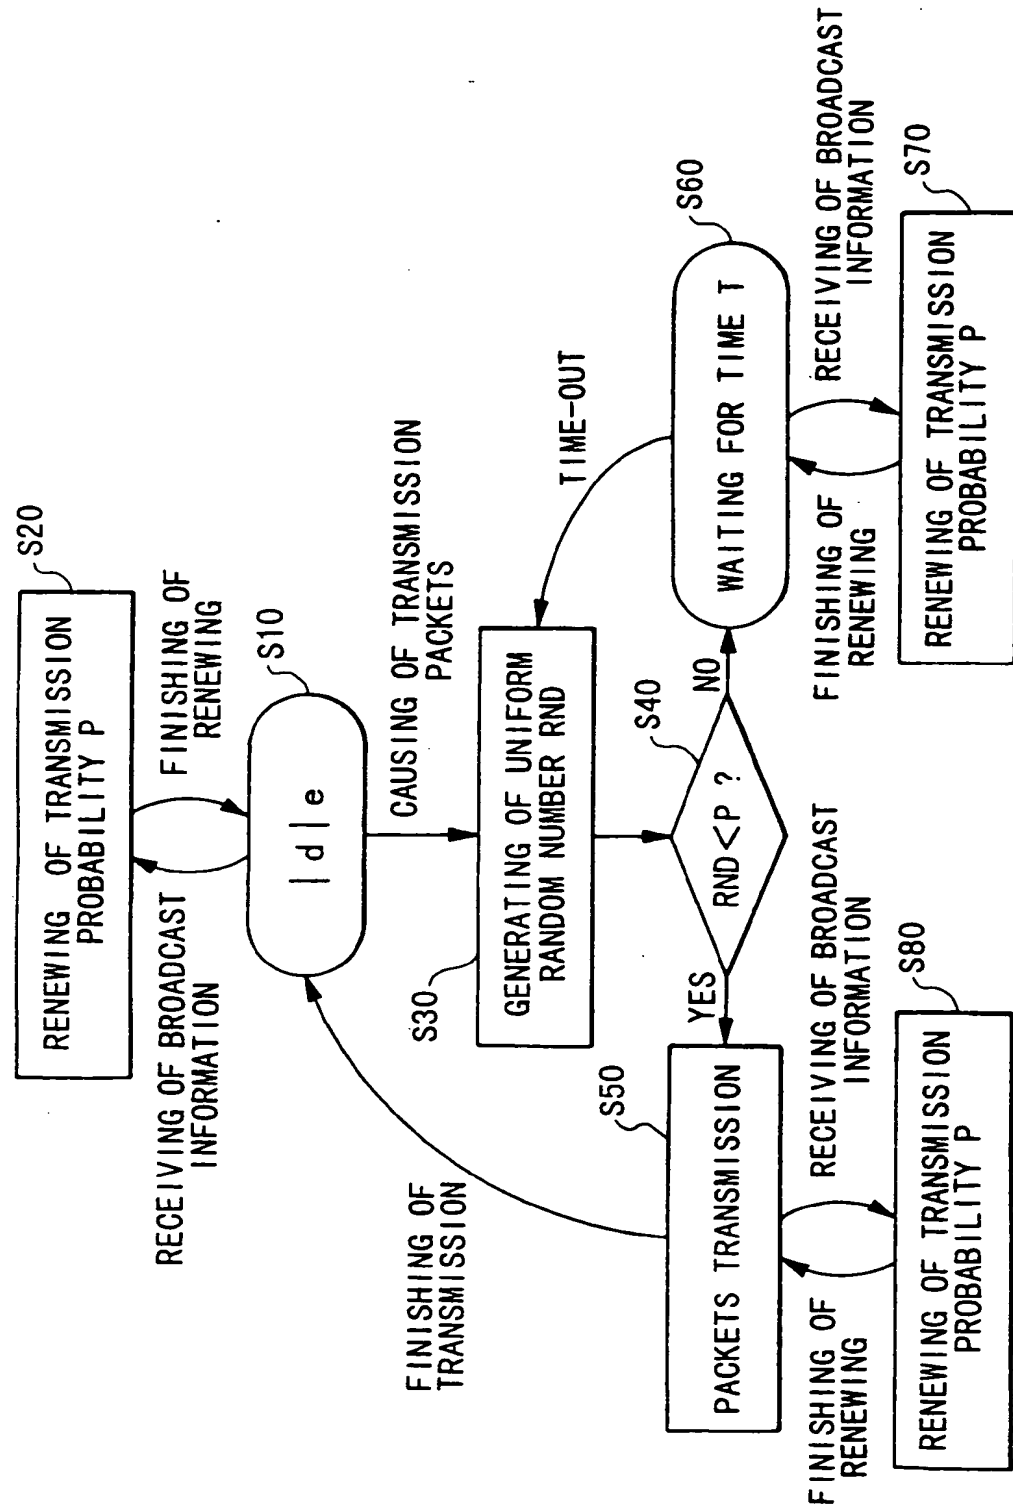 S20
RENEWING OF TRANSMISSION
PROBABILITY P
RECEIVING OF BROADCAST
INFORMATION
FINISHING OF
RENEWING
S10
Idle
FINISHING OF
TRANSMISSION
CAUSING OF TRANSMISSION
PACKETS
S30
GENERATING OF UNIFORM
RANDOM NUMBER RND
TIME-OUT
S40
RND<P ?
YES
NO
S50
PACKETS TRANSMISSION
S60
WAITING FOR TIME T
FINISHING OF
RENEWING
RECEIVING OF BROADCAST
INFORMATION
S80
RENEWING OF TRANSMISSION
PROBABILITY P
FINISHING OF
RENEWING
RECEIVING OF BROADCAST
INFORMATION
S70
RENEWING OF TRANSMISSION
PROBABILITY P